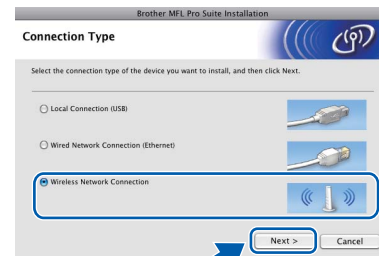 Brother MFL Pro Suite Installation
Connection Type
Select the connection type of the device you want to install, and then click Next.
Local Connection (USB)
Wired Network Connection (Ethernet)
Wireless Network Connection
Next >
Cancel